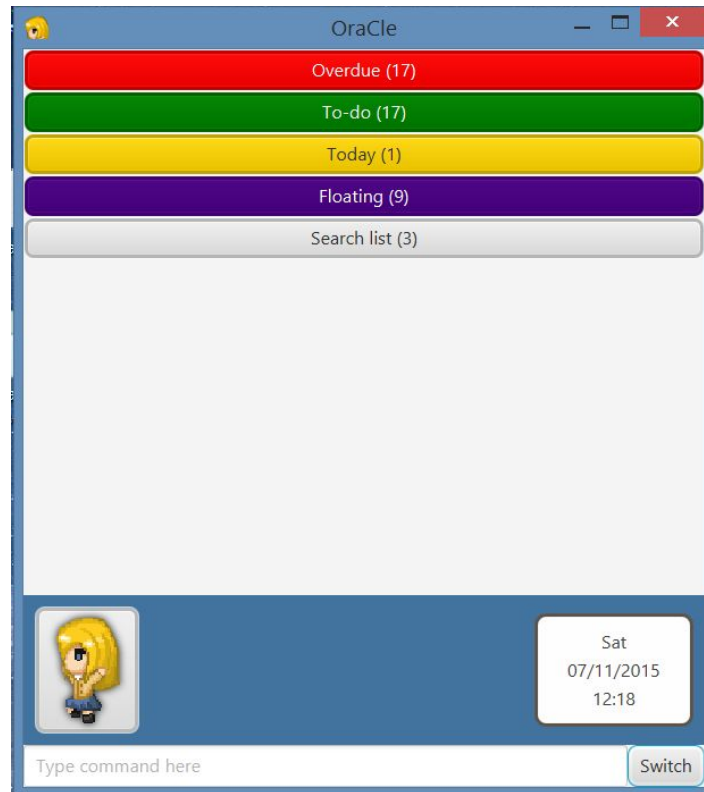 OraCle
Overdue (17)
To-do (17)
Today (1)
Floating (9)
Search list (3)
Sat
07/11/2015
12:18
Type command here
Switch